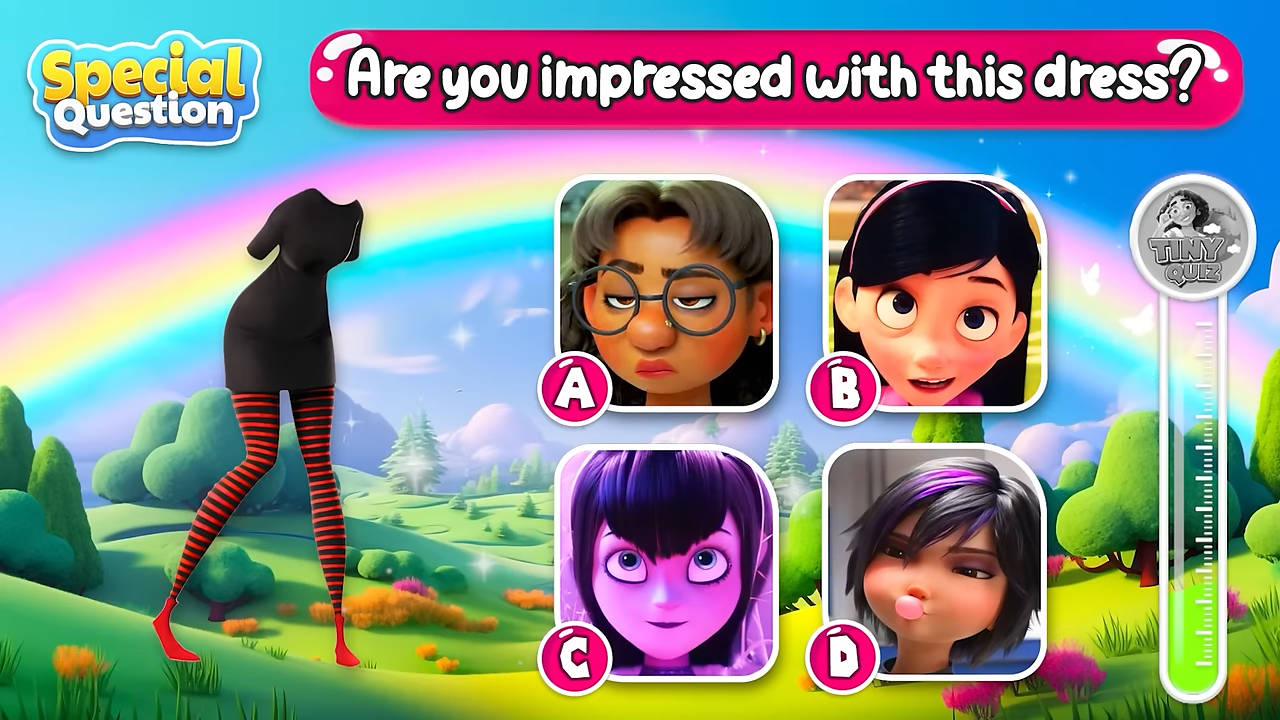 Special
Question
Are you impressed with this dress?
A
B
TINY
QUIZ
C
D